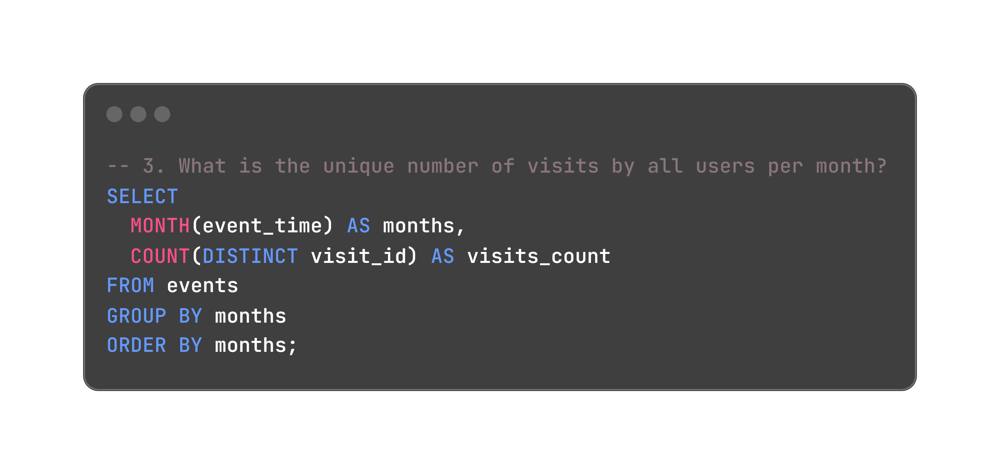 -- 3. What is the unique number of visits by all users per month?
SELECT
  MONTH(event_time) AS months,
  COUNT(DISTINCT visit_id) AS visits_count
FROM events
GROUP BY months
ORDER BY months;